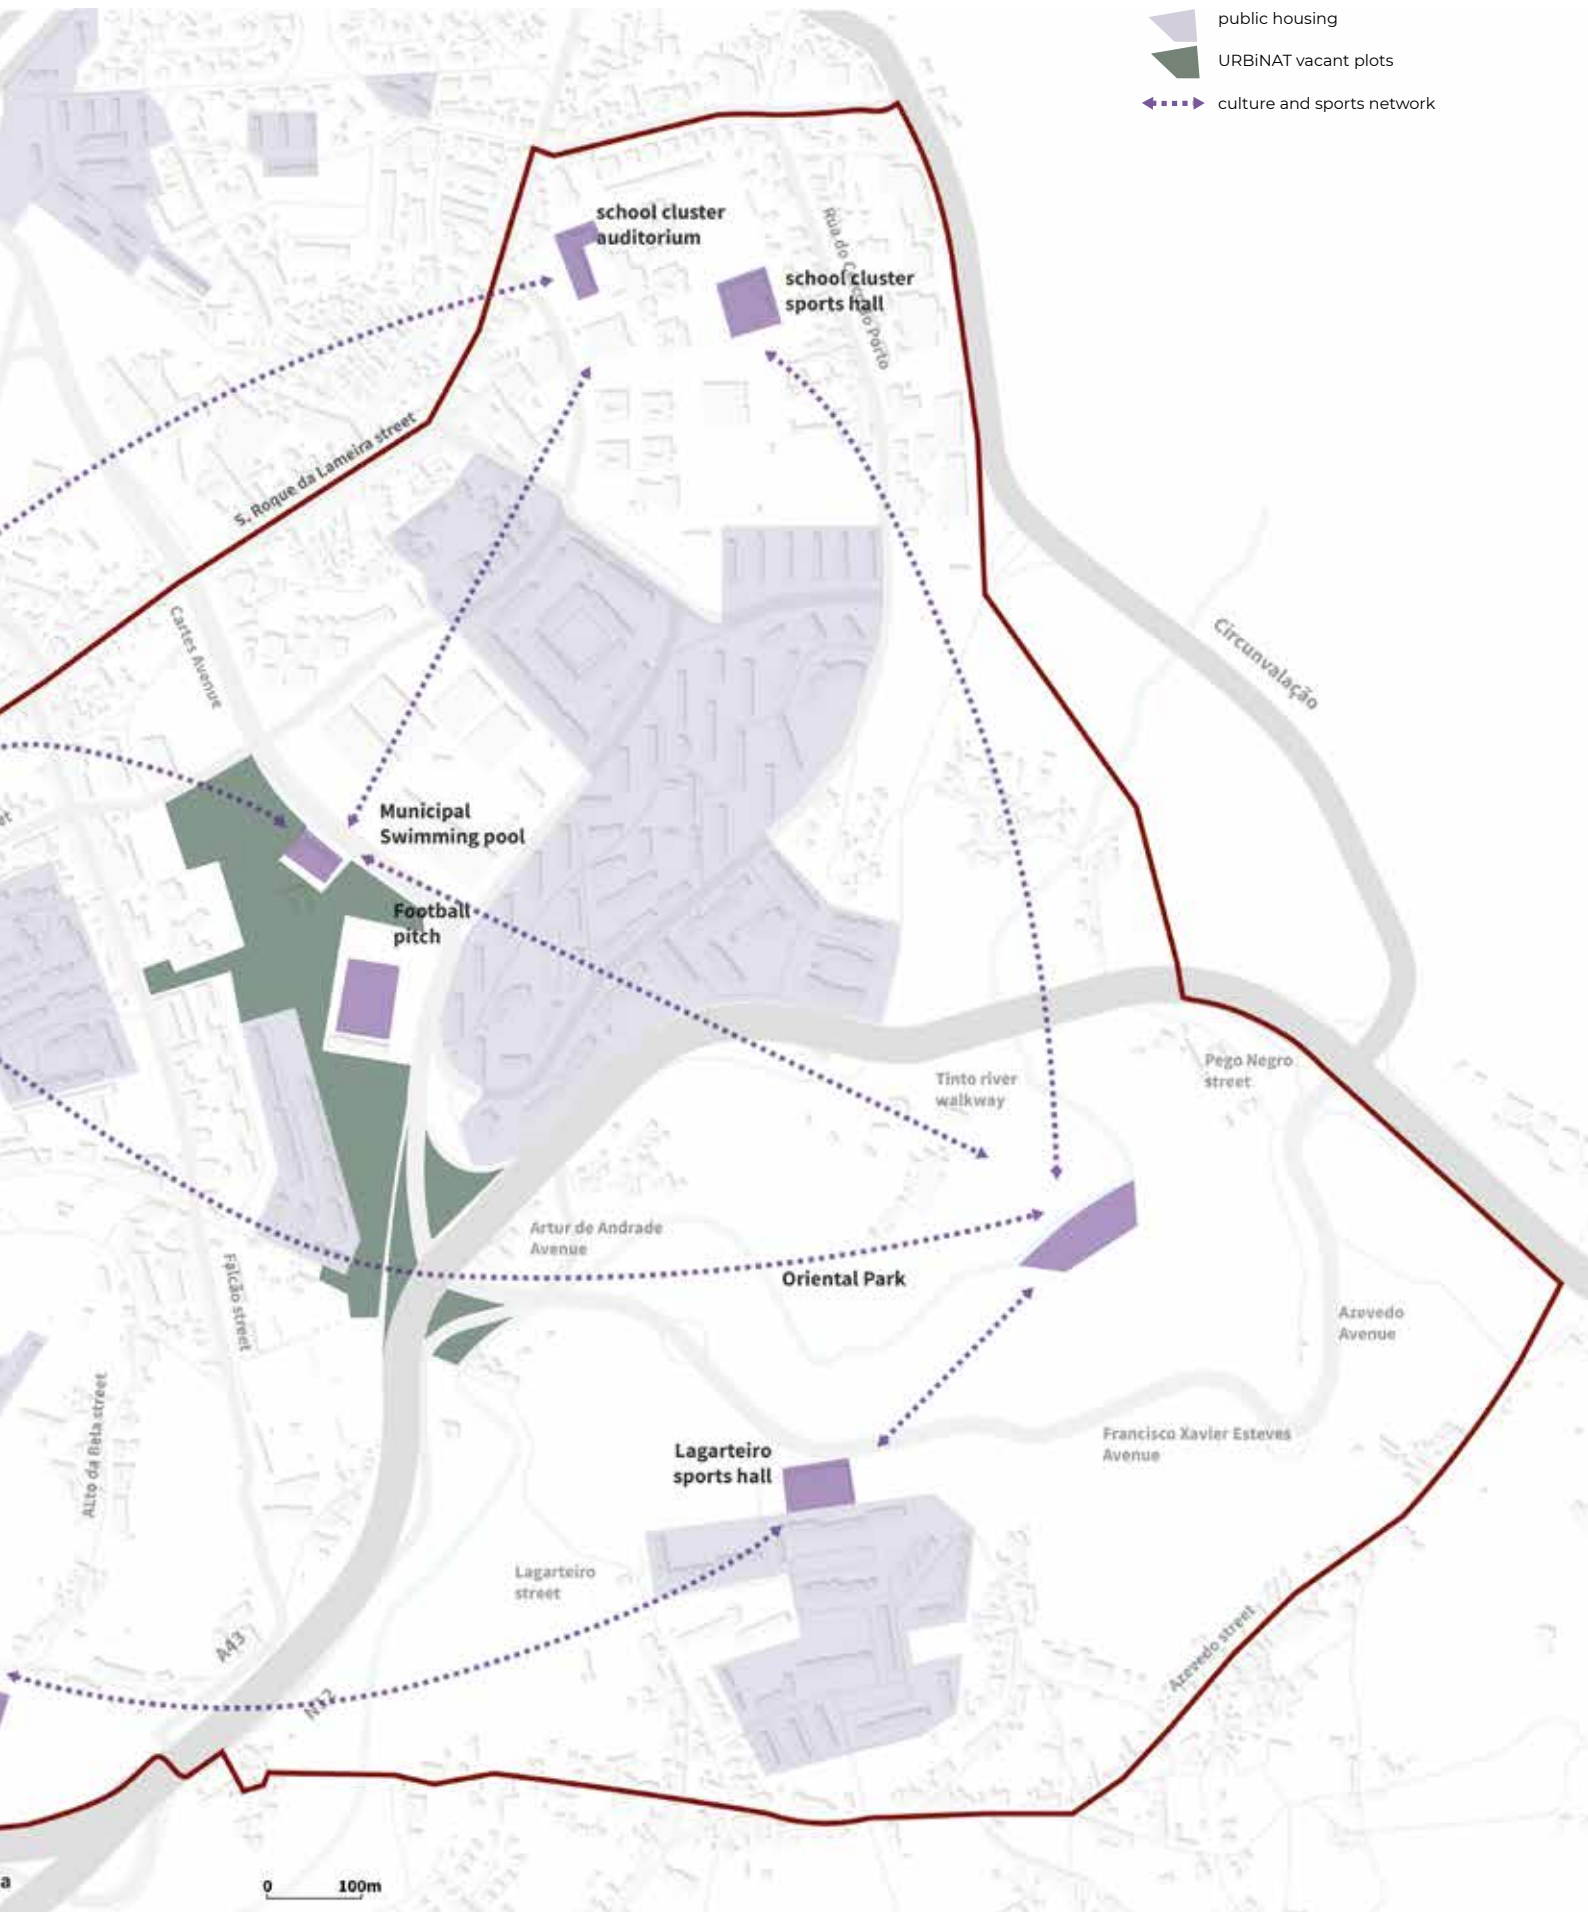 public housing
URBiNAT vacant plots
culture and sports network
school cluster
auditorium
school cluster
sports hall
Rua do Cerco do Porto
S. Roque da Lameira street
Cartes Avenue
Circunvalação
Municipal
Swimming pool
Football
pitch
Tinto river
walkway
Pego Negro
street
Artur de Andrade
Avenue
Oriental Park
Falcão street
Azevedo
Avenue
Alto da Bela street
Francisco Xavier Esteves
Avenue
Lagarteiro
sports hall
Lagarteiro
street
Azevedo street
A43
N12
0 100m